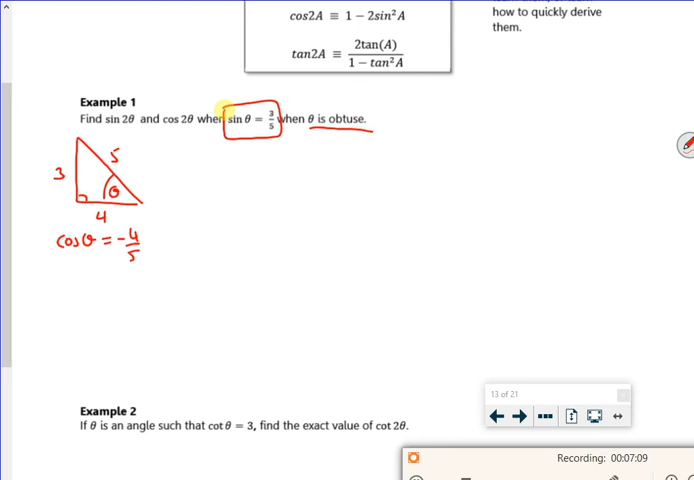 how to quickly derive
them.
cos2A ≡ 1 − 2sin²A
tan2A ≡ 2tan(A) / 1 − tan²A
Example 1
Find sin 2θ and cos 2θ when sin θ = 3/5 when θ is obtuse.
3 5 θ
4
cosθ = −4/5
Example 2
If θ is an angle such that cot θ = 3, find the exact value of cot 2θ.
13 of 21
Recording: 00:07:09